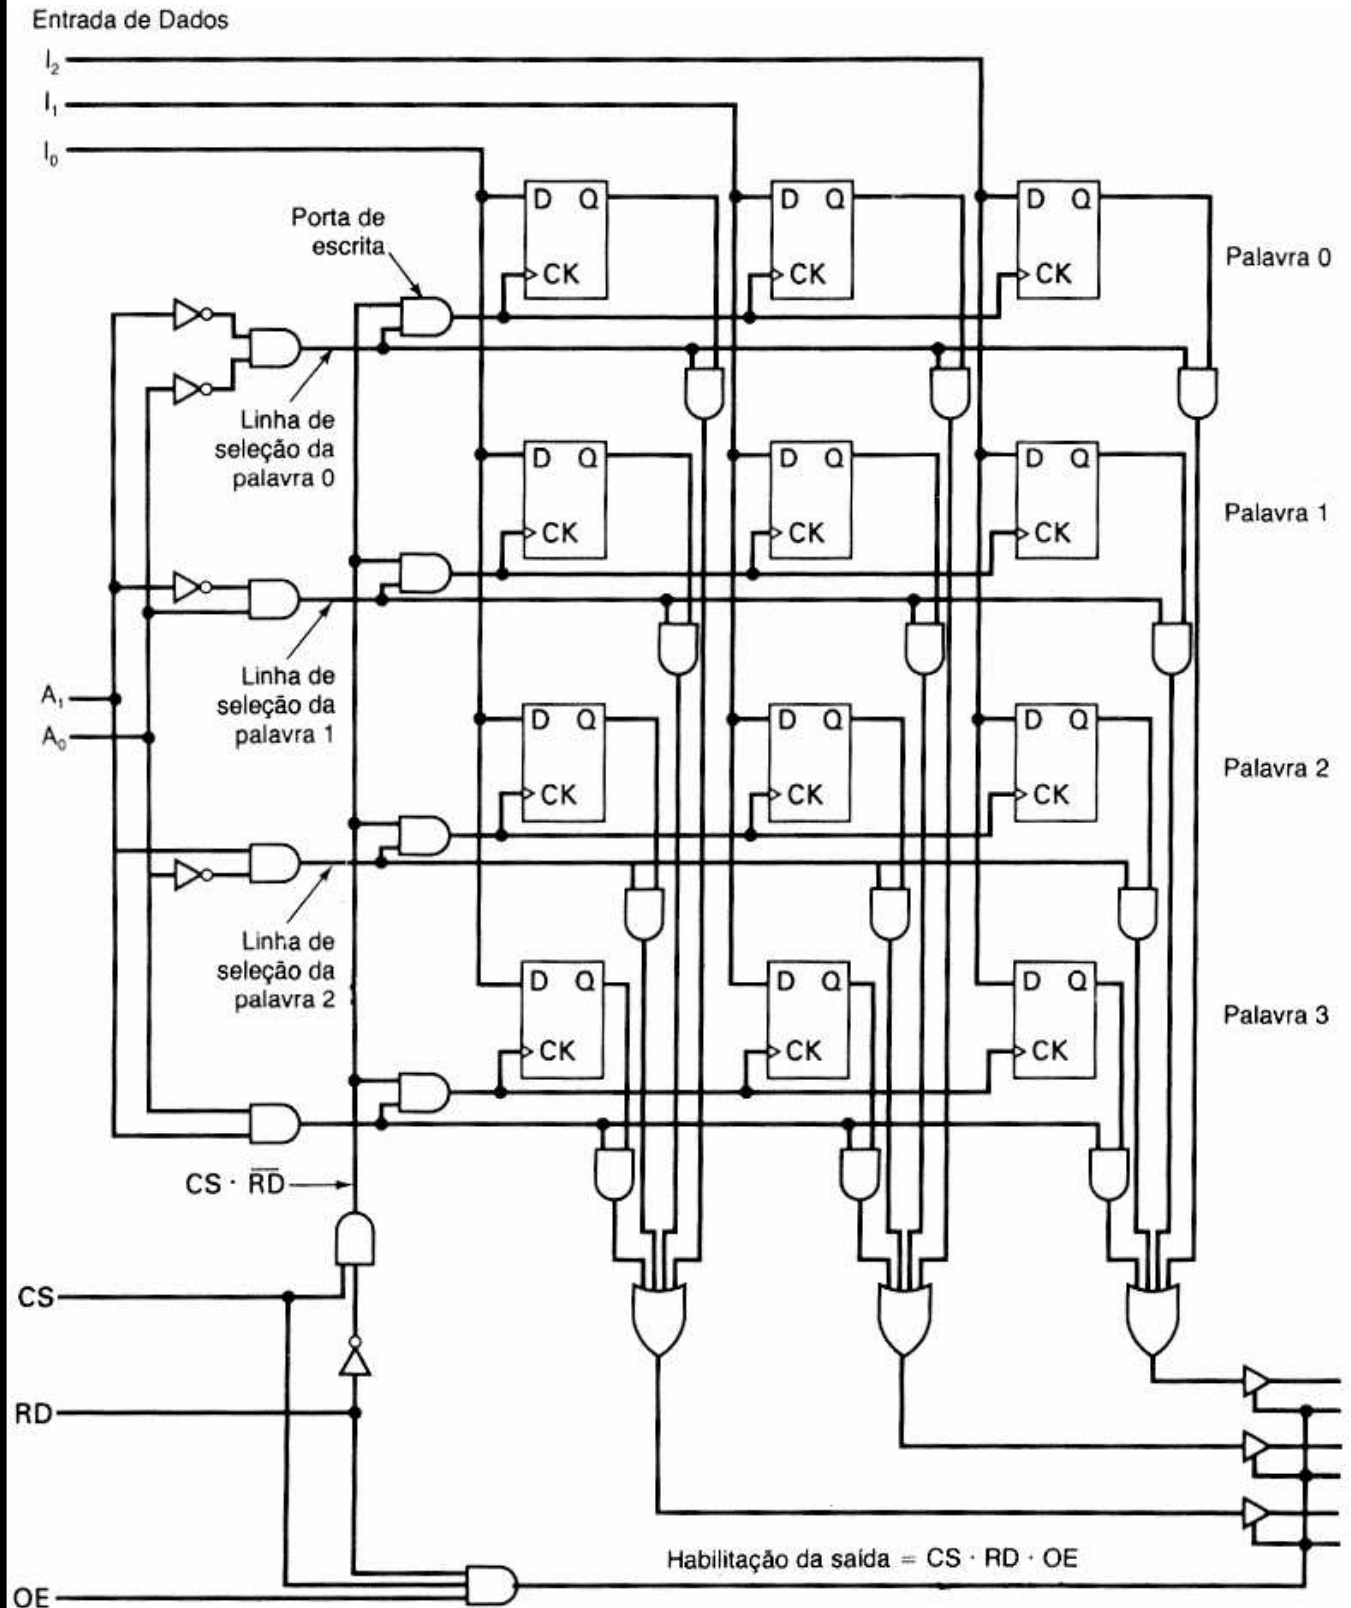 Entrada de Dados
I₂
I₁
I₀
D Q
CK
D Q
CK
D Q
CK
Palavra 0
Porta de
escrita
Linha de
seleção da
palavra 0
D Q
CK
D Q
CK
D Q
CK
Palavra 1
Linha de
seleção da
palavra 1
A₁
A₀
D Q
CK
D Q
CK
D Q
CK
Palavra 2
Linha de
seleção da
palavra 2
D Q
CK
D Q
CK
D Q
CK
Palavra 3
CS · R̅D̅
CS
RD
Habilitação da saída = CS · RD · OE
OE